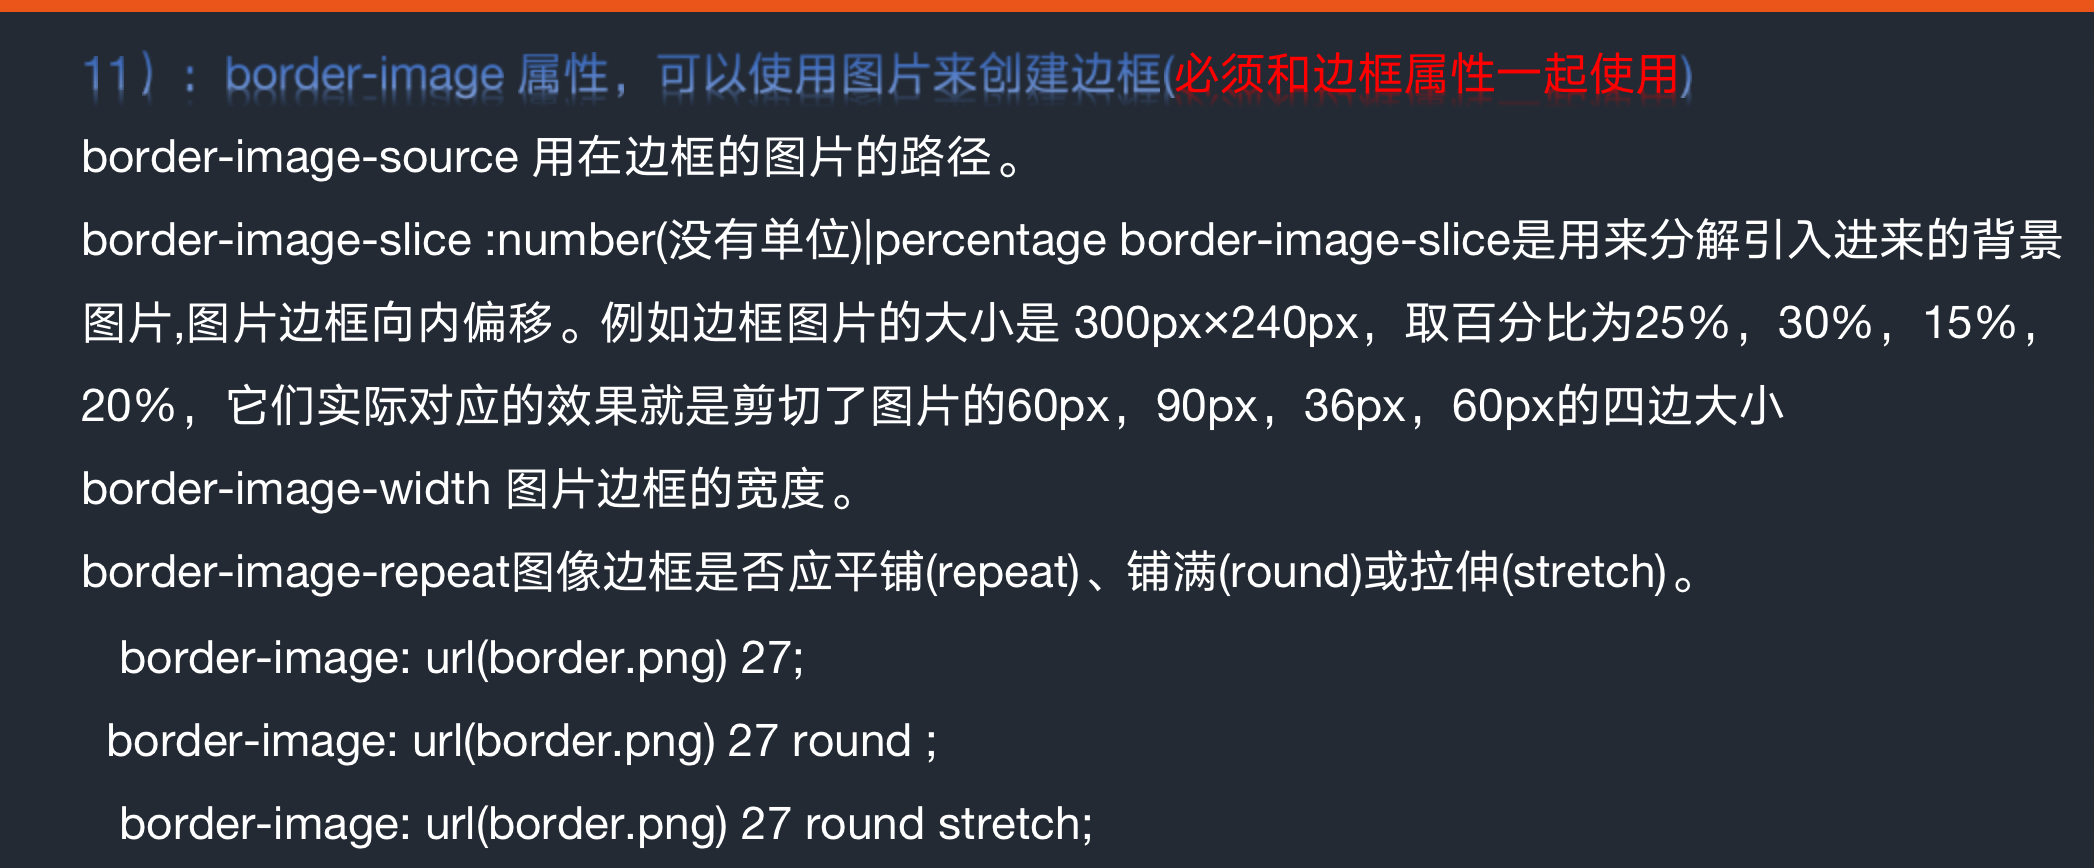 11）：border-image 属性，可以使用图片来创建边框(必须和边框属性一起使用)
border-image-source 用在边框的图片的路径。
border-image-slice :number(没有单位)|percentage border-image-slice是用来分解引入进来的背景
图片,图片边框向内偏移。例如边框图片的大小是 300px×240px，取百分比为25%，30%，15%，
20%，它们实际对应的效果就是剪切了图片的60px，90px，36px，60px的四边大小
border-image-width 图片边框的宽度。
border-image-repeat图像边框是否应平铺(repeat)、铺满(round)或拉伸(stretch)。
border-image: url(border.png) 27;
border-image: url(border.png) 27 round ;
border-image: url(border.png) 27 round stretch;